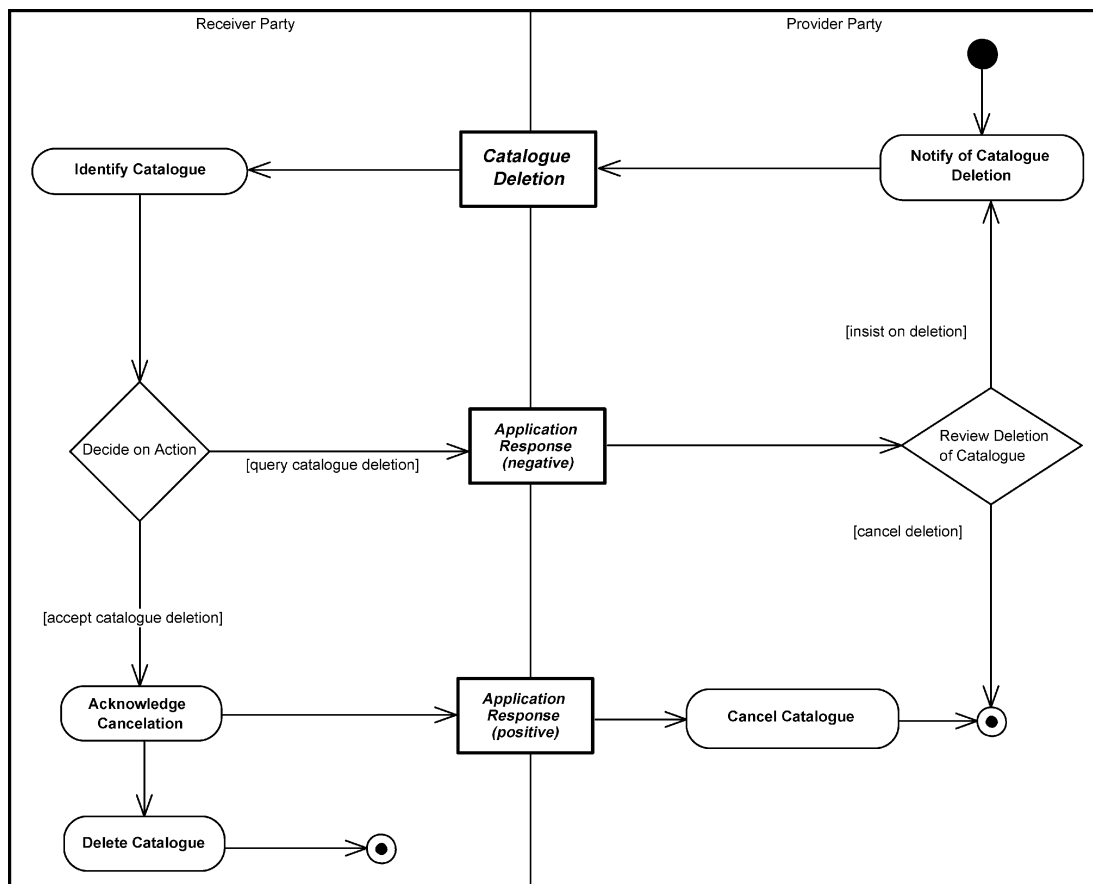 Receiver Party
Provider Party
Identify Catalogue
Catalogue
Deletion
Notify of Catalogue
Deletion
[insist on deletion]
Decide on Action
[query catalogue deletion]
Application
Response
(negative)
Review Deletion
of Catalogue
[cancel deletion]
[accept catalogue deletion]
Acknowledge
Cancelation
Application
Response
(positive)
Cancel Catalogue
Delete Catalogue